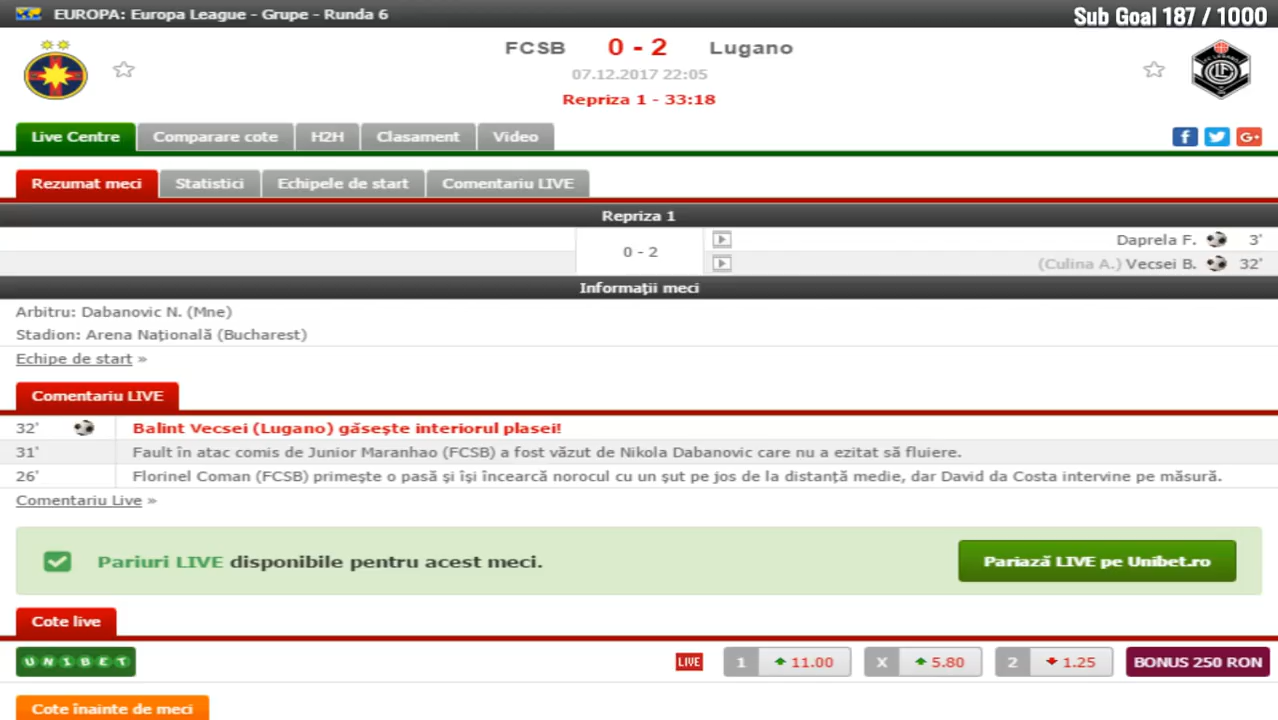 EUROPA: Europa League - Grupe - Runda 6
Sub Goal 187 / 1000
FCSB 0 - 2 Lugano
07.12.2017 22:05
Repriza 1 - 33:18
Live Centre Comparare cote H2H Clasament Video
Rezumat meci Statistici Echipele de start Comentariu LIVE
Repriza 1
0 - 2
Daprela F. 3'
(Culina A.) Vecsei B. 32'
Informații meci
Arbitru: Dabanovic N. (Mne)
Stadion: Arena Națională (Bucharest)
Echipe de start »
Comentariu LIVE
32' Balint Vecsei (Lugano) găsește interiorul plasei!
31' Fault în atac comis de Junior Maranhao (FCSB) a fost văzut de Nikola Dabanovic care nu a ezitat să fluiere.
26' Florinel Coman (FCSB) primește o pasă și își încearcă norocul cu un șut pe jos de la distanță medie, dar David da Costa intervine pe măsură.
Comentariu Live »
Pariuri LIVE disponibile pentru acest meci.
Pariază LIVE pe Unibet.ro
Cote live
UNIBET LIVE 1 11.00 X 5.80 2 1.25 BONUS 250 RON
Cote înainte de meci